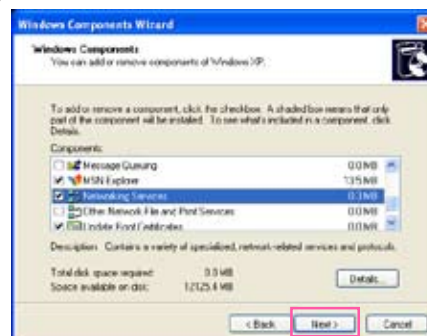 Windows Components Wizard
Windows Components
You can add or remove components of Windows XP.
To add or remove a component, click the checkbox. A shaded box means that only
part of the component will be installed. To see what's included in a component, click
Details.
Components:
Message Queuing 0.0 MB
MSN Explorer 13.5 MB
Networking Services 0.3 MB
Other Network File and Print Services 0.0 MB
Update Root Certificates 0.0 MB
Description: Contains a variety of specialized, network-related services and protocols.
Total disk space required: 0.0 MB
Space available on disk: 12125.4 MB
Details...
< Back Next > Cancel